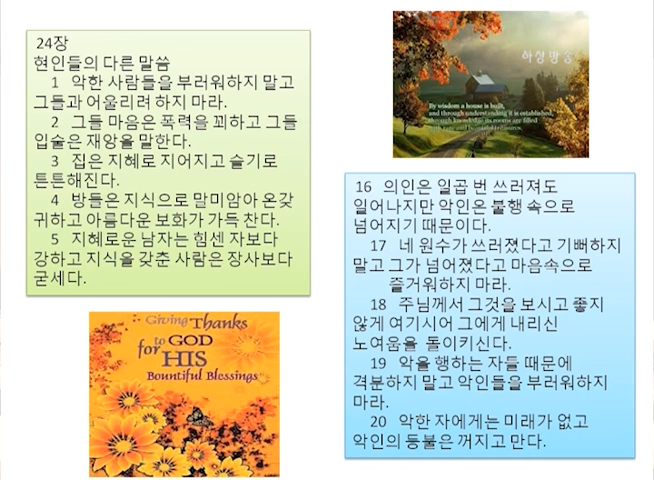 24장
현인들의 다른 말씀
1 악한 사람들을 부러워하지 말고
그들과 어울리려 하지 마라.
2 그들 마음은 폭력을 꾀하고 그들
입술은 재앙을 말한다.
3 집은 지혜로 지어지고 슬기로
튼튼해진다.
4 방들은 지식으로 말미암아 온갖
귀하고 아름다운 보화가 가득 찬다.
5 지혜로운 남자는 힘센 자보다
강하고 지식을 갖춘 사람은 장사보다
굳세다.
Giving Thanks
to GOD
for HIS
Bountiful Blessings
하상방송
By wisdom a house is built,
and through understanding it is established,
through knowledge its rooms are filled
with rare and beautiful treasures.
16 의인은 일곱 번 쓰러져도
일어나지만 악인은 불행 속으로
넘어지기 때문이다.
17 네 원수가 쓰러졌다고 기뻐하지
말고 그가 넘어졌다고 마음속으로
즐거워하지 마라.
18 주님께서 그것을 보시고 좋지
않게 여기시어 그에게 내리신
노여움을 돌이키신다.
19 악을 행하는 자들 때문에
격분하지 말고 악인들을 부러워하지
마라.
20 악한 자에게는 미래가 없고
악인의 등불은 꺼지고 만다.